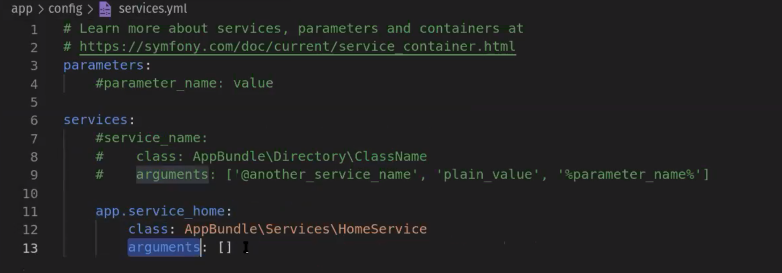 app > config > services.yml
1 # Learn more about services, parameters and containers at
2 # https://symfony.com/doc/current/service_container.html
3 parameters:
4     #parameter_name: value
5
6 services:
7     #service_name:
8     #    class: AppBundle\Directory\ClassName
9     #    arguments: ['@another_service_name', 'plain_value', '%parameter_name%']
10
11     app.service_home:
12         class: AppBundle\Services\HomeService
13         arguments: []